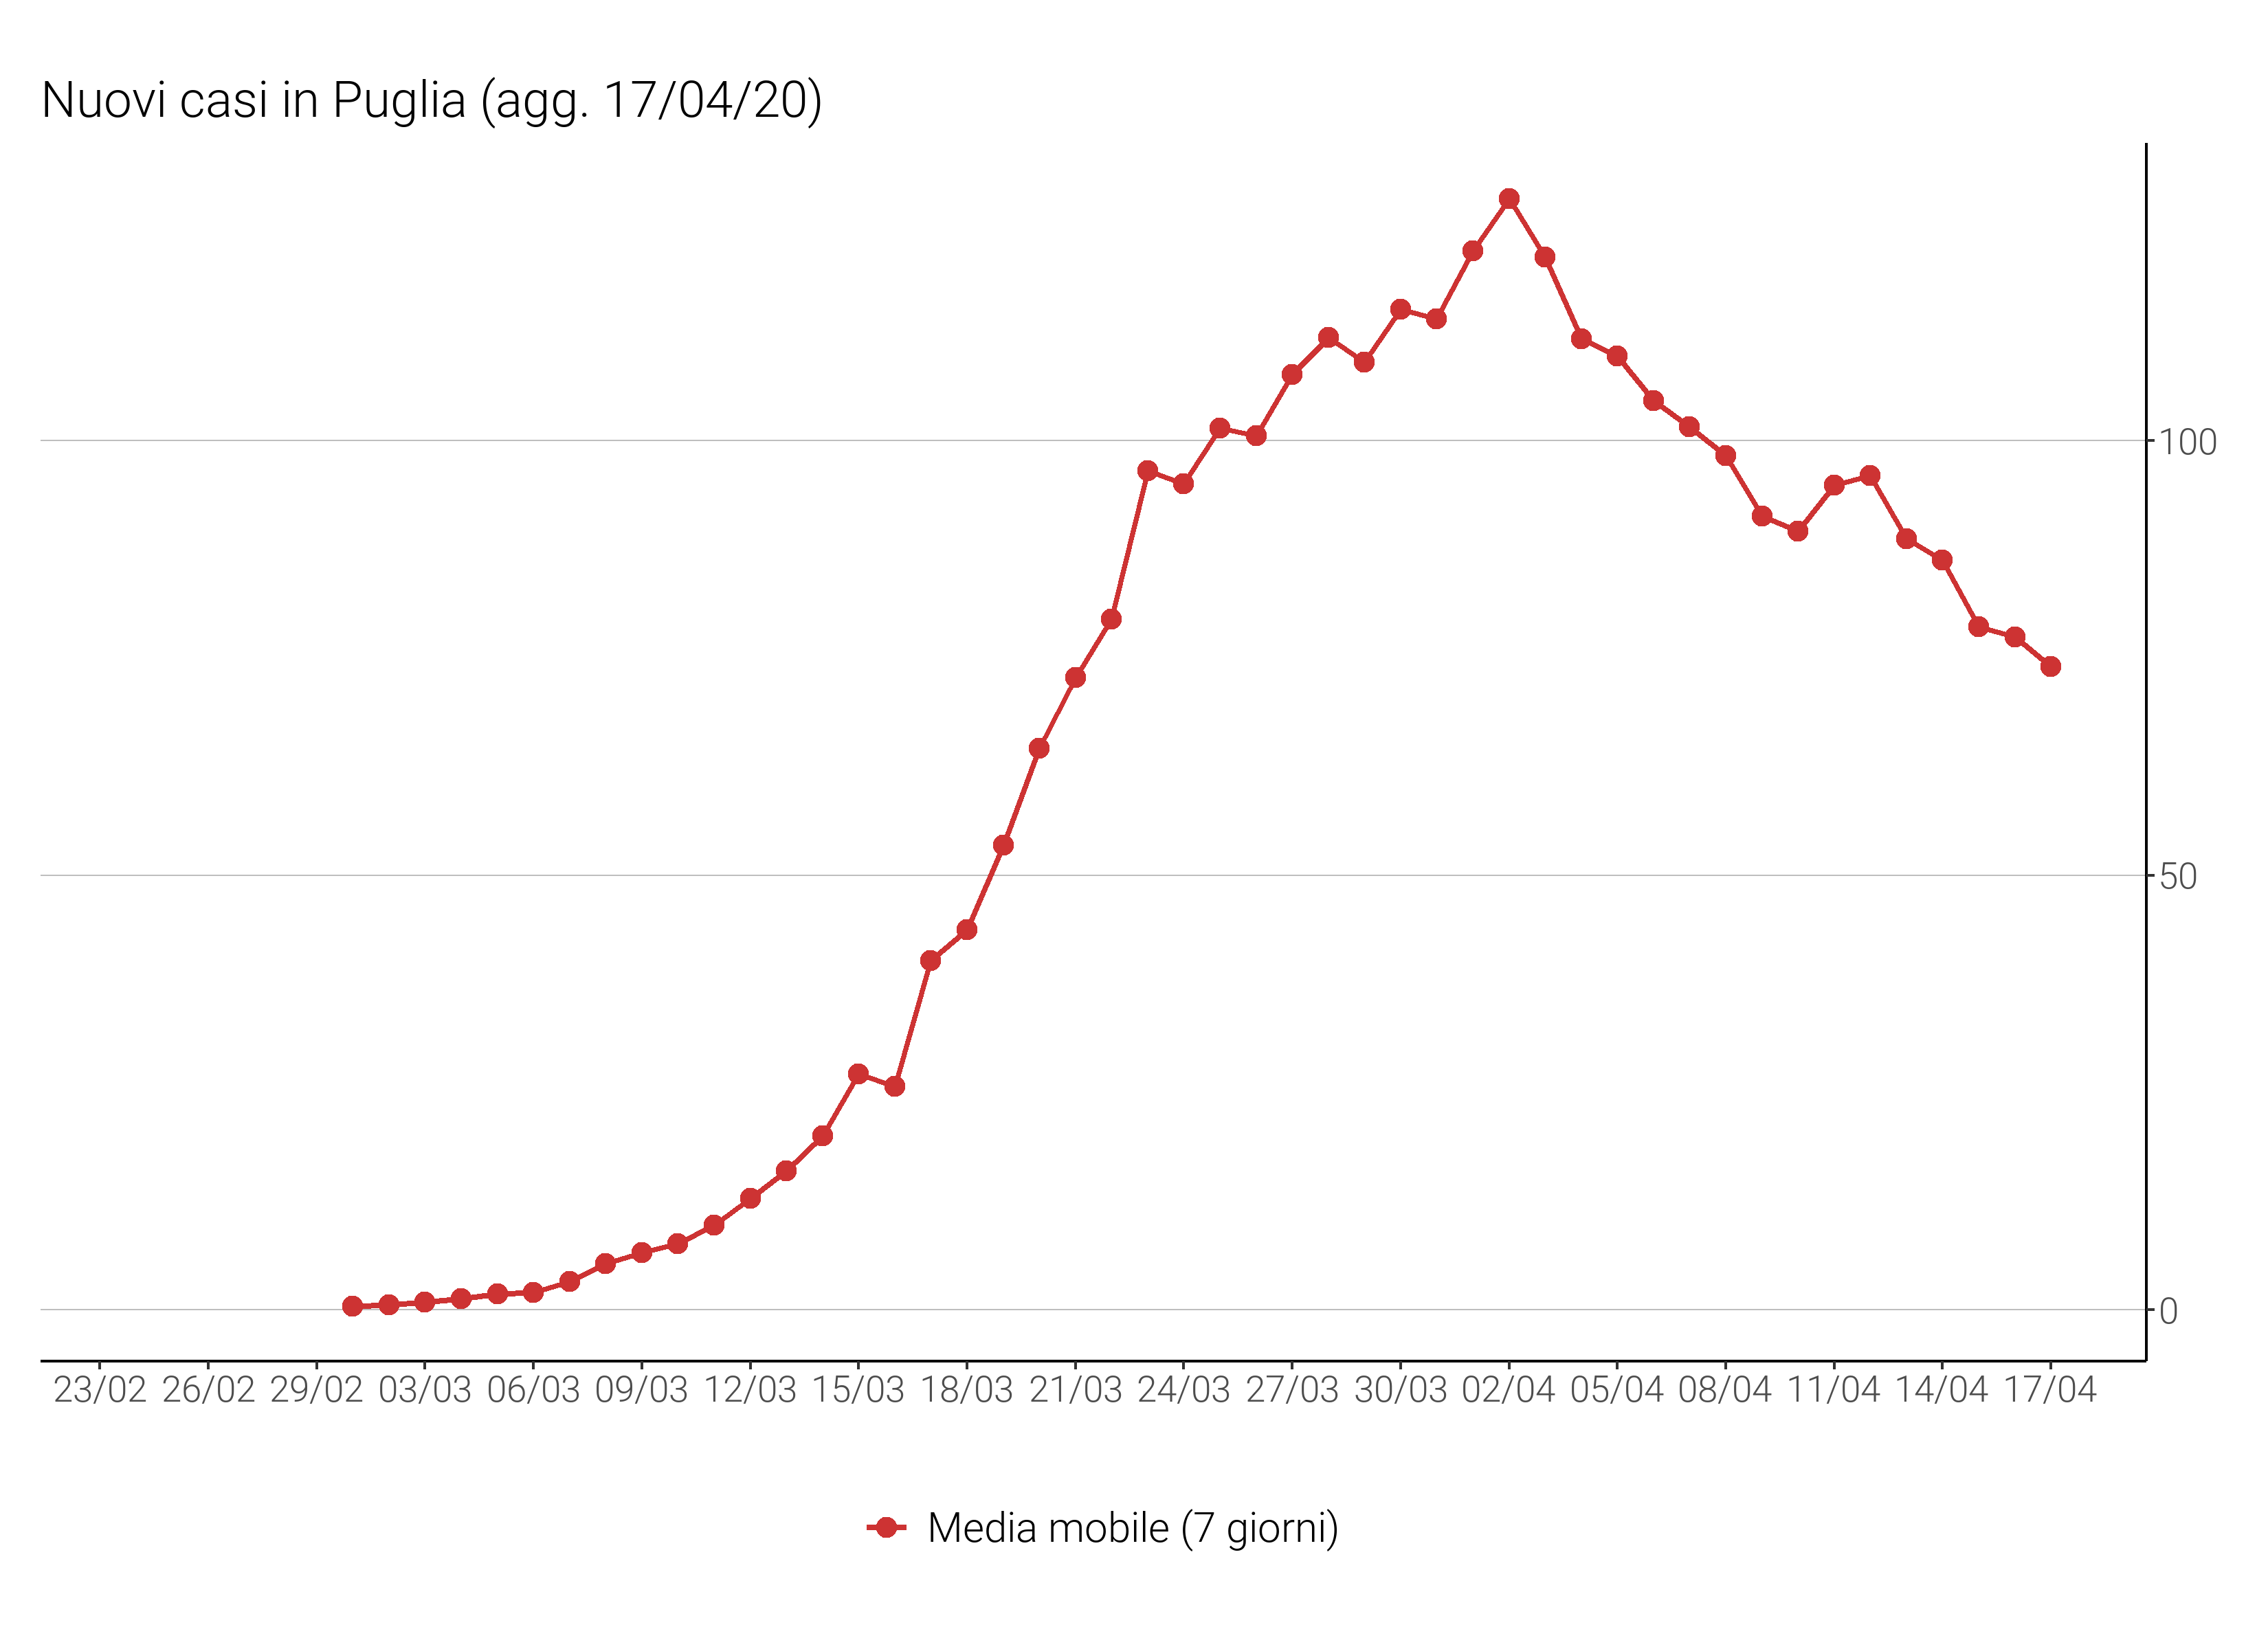 Nuovi casi in Puglia (agg. 17/04/20)
100
50
0
23/02 26/02 29/02 03/03 06/03 09/03 12/03 15/03 18/03 21/03 24/03 27/03 30/03 02/04 05/04 08/04 11/04 14/04 17/04
Media mobile (7 giorni)